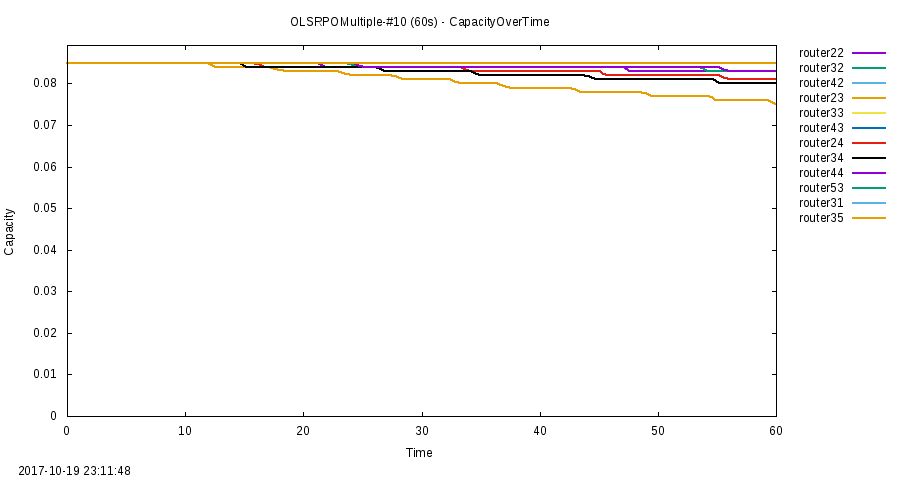 OLSRPOMultiple-#10 (60s) - CapacityOverTime
router22
router32
router42
router23
router33
router43
router24
router34
router44
router53
router31
router35
0.08
0.07
0.06
0.05
0.04
0.03
0.02
0.01
0
Capacity
0 10 20 30 40 50 60
Time
2017-10-19 23:11:48